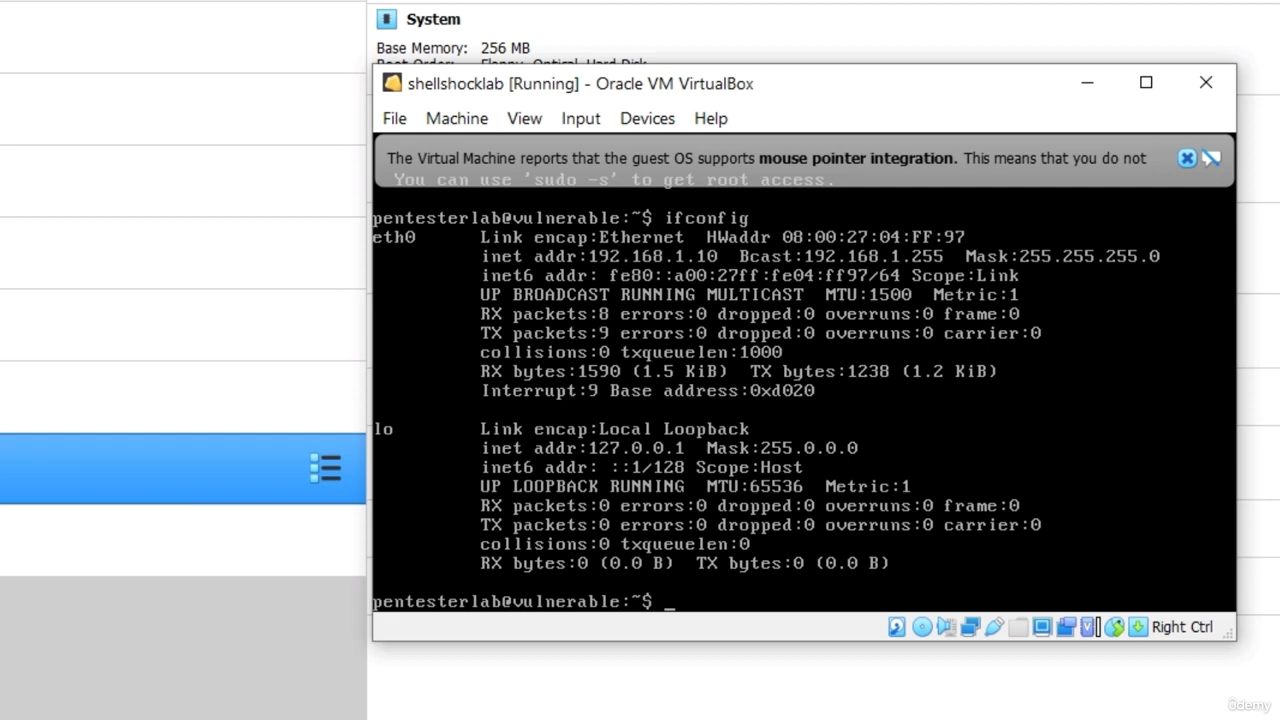 System
Base Memory: 256 MB
Boot Order: Floppy, Optical, Hard Disk
shellshocklab [Running] - Oracle VM VirtualBox
File Machine View Input Devices Help
The Virtual Machine reports that the guest OS supports mouse pointer integration. This means that you do not
You can use 'sudo -s' to get root access.
pentesterlab@vulnerable:~$ ifconfig
eth0 Link encap:Ethernet HWaddr 08:00:27:04:FF:97
inet addr:192.168.1.10 Bcast:192.168.1.255 Mask:255.255.255.0
inet6 addr: fe80::a00:27ff:fe04:ff97/64 Scope:Link
UP BROADCAST RUNNING MULTICAST MTU:1500 Metric:1
RX packets:8 errors:0 dropped:0 overruns:0 frame:0
TX packets:9 errors:0 dropped:0 overruns:0 carrier:0
collisions:0 txqueuelen:1000
RX bytes:1590 (1.5 KiB) TX bytes:1238 (1.2 KiB)
Interrupt:9 Base address:0xd020
lo Link encap:Local Loopback
inet addr:127.0.0.1 Mask:255.0.0.0
inet6 addr: ::1/128 Scope:Host
UP LOOPBACK RUNNING MTU:65536 Metric:1
RX packets:0 errors:0 dropped:0 overruns:0 frame:0
TX packets:0 errors:0 dropped:0 overruns:0 carrier:0
collisions:0 txqueuelen:0
RX bytes:0 (0.0 B) TX bytes:0 (0.0 B)
pentesterlab@vulnerable:~$ _
Right Ctrl
ûdemy